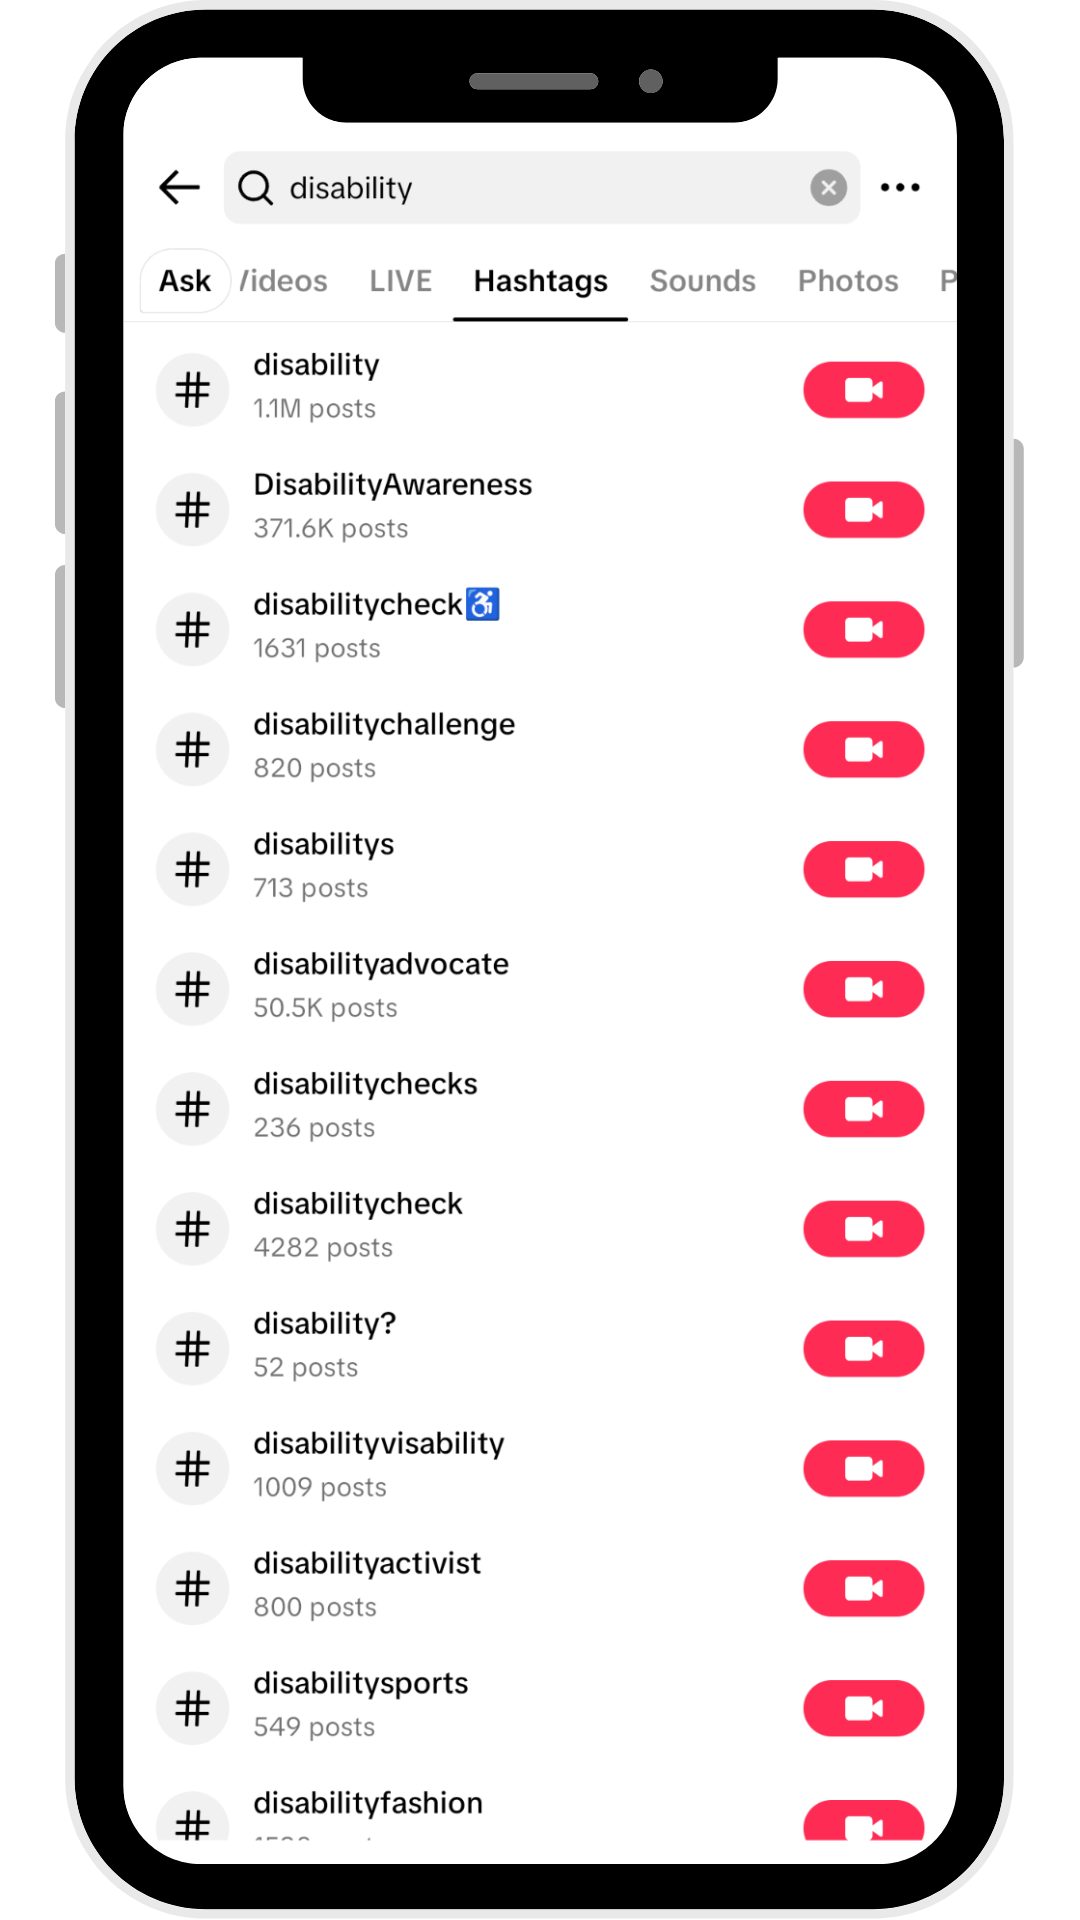 disability
Ask Videos LIVE Hashtags Sounds Photos P
# disability
1.1M posts
# DisabilityAwareness
371.6K posts
# disabilitycheck♿
1631 posts
# disabilitychallenge
820 posts
# disabilitys
713 posts
# disabilityadvocate
50.5K posts
# disabilitychecks
236 posts
# disabilitycheck
4282 posts
# disability?
52 posts
# disabilityvisability
1009 posts
# disabilityactivist
800 posts
# disabilitysports
549 posts
# disabilityfashion